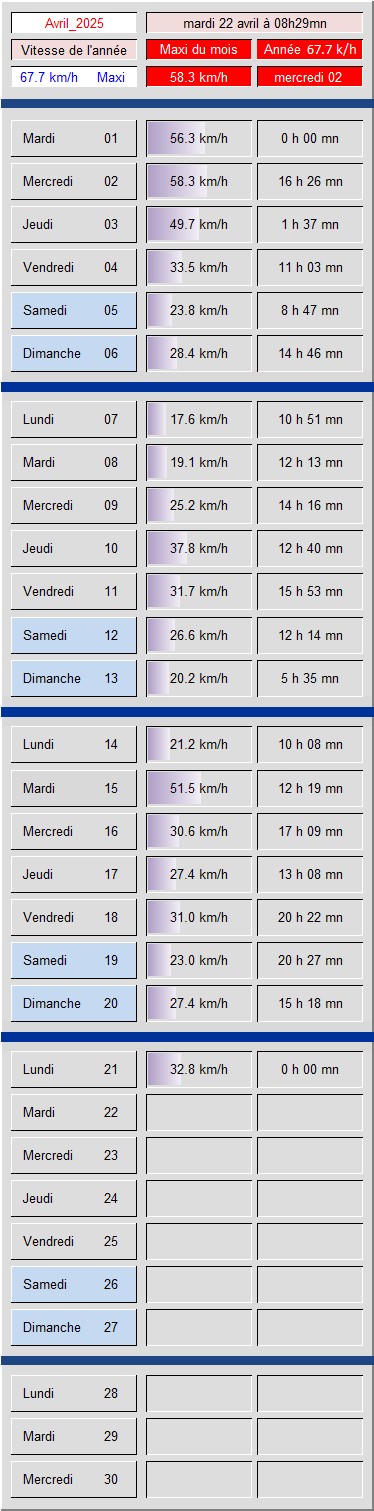 Avril_2025 mardi 22 avril à 08h29mn
Vitesse de l'année Maxi du mois Année 67.7 k/h
67.7 km/h Maxi 58.3 km/h mercredi 02
Mardi 01 56.3 km/h 0 h 00 mn
Mercredi 02 58.3 km/h 16 h 26 mn
Jeudi 03 49.7 km/h 1 h 37 mn
Vendredi 04 33.5 km/h 11 h 03 mn
Samedi 05 23.8 km/h 8 h 47 mn
Dimanche 06 28.4 km/h 14 h 46 mn
Lundi 07 17.6 km/h 10 h 51 mn
Mardi 08 19.1 km/h 12 h 13 mn
Mercredi 09 25.2 km/h 14 h 16 mn
Jeudi 10 37.8 km/h 12 h 40 mn
Vendredi 11 31.7 km/h 15 h 53 mn
Samedi 12 26.6 km/h 12 h 14 mn
Dimanche 13 20.2 km/h 5 h 35 mn
Lundi 14 21.2 km/h 10 h 08 mn
Mardi 15 51.5 km/h 12 h 19 mn
Mercredi 16 30.6 km/h 17 h 09 mn
Jeudi 17 27.4 km/h 13 h 08 mn
Vendredi 18 31.0 km/h 20 h 22 mn
Samedi 19 23.0 km/h 20 h 27 mn
Dimanche 20 27.4 km/h 15 h 18 mn
Lundi 21 32.8 km/h 0 h 00 mn
Mardi 22
Mercredi 23
Jeudi 24
Vendredi 25
Samedi 26
Dimanche 27
Lundi 28
Mardi 29
Mercredi 30